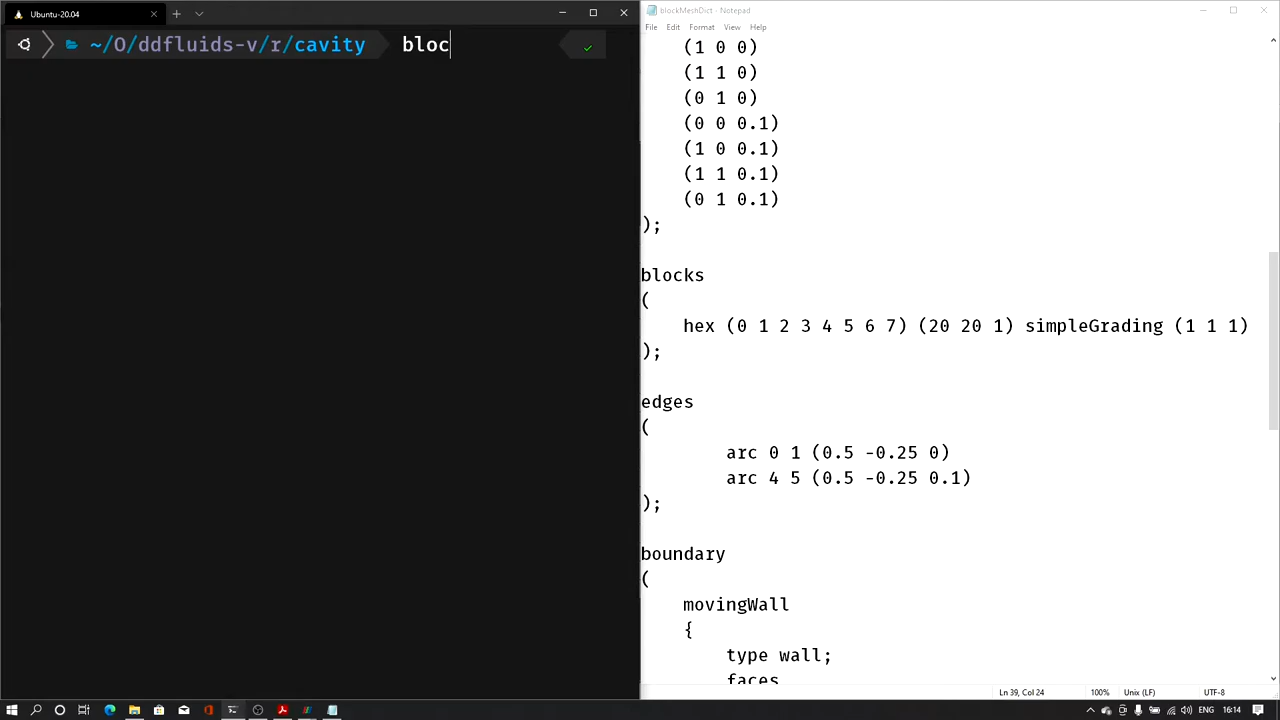 Ubuntu-20.04
~/O/ddfluids-v/r/cavity bloc
blockMeshDict - Notepad
File Edit Format View Help
(1 0 0)
(1 1 0)
(0 1 0)
(0 0 0.1)
(1 0 0.1)
(1 1 0.1)
(0 1 0.1)
);
blocks
(
hex (0 1 2 3 4 5 6 7) (20 20 1) simpleGrading (1 1 1)
);
edges
(
arc 0 1 (0.5 -0.25 0)
arc 4 5 (0.5 -0.25 0.1)
);
boundary
(
movingWall
{
type wall;
faces
Ln 39, Col 24 100% Unix (LF) UTF-8
ENG 16:14